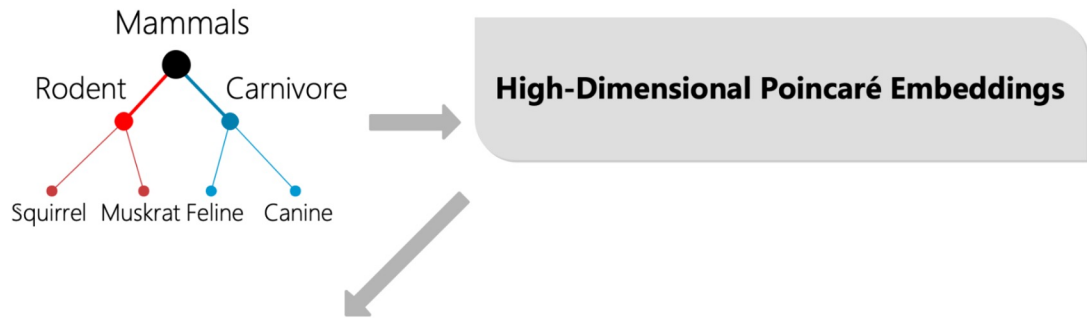 Mammals
Rodent Carnivore
High-Dimensional Poincaré Embeddings
Squirrel Muskrat Feline Canine